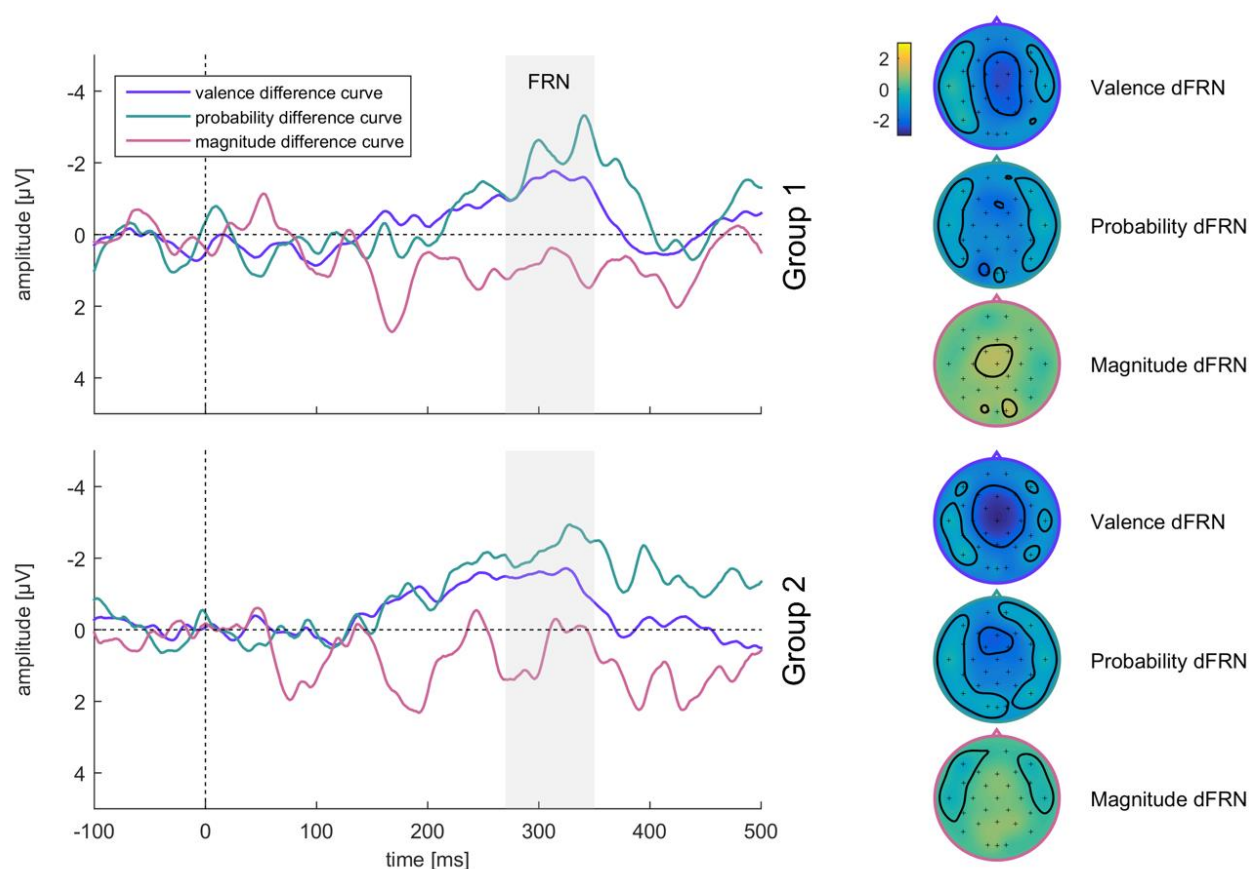 -4
-2
0
2
4
amplitude [µV]
valence difference curve
probability difference curve
magnitude difference curve
FRN
Group 1
2
0
-2
Valence dFRN
Probability dFRN
Magnitude dFRN
-4
-2
0
2
4
amplitude [µV]
-100
0
100
200
300
400
500
time [ms]
Group 2
Valence dFRN
Probability dFRN
Magnitude dFRN